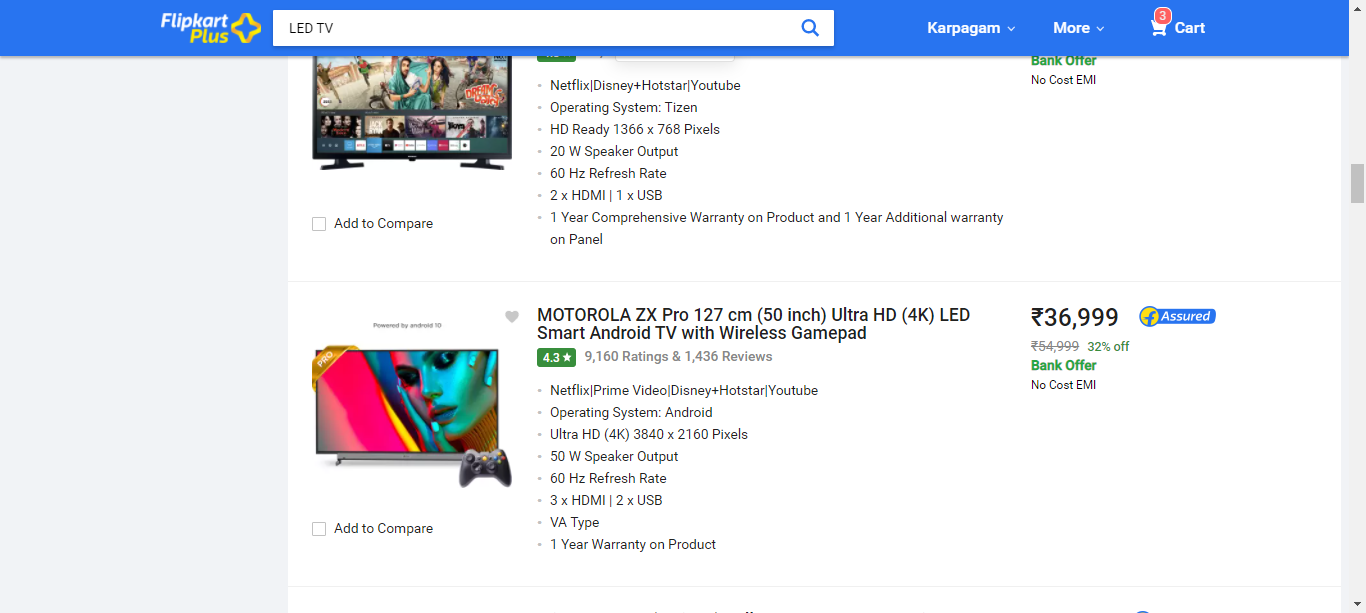 Flipkart
Plus
LED TV
Karpagam
More
3
Cart
Bank Offer
No Cost EMI
Netflix|Disney+Hotstar|Youtube
Operating System: Tizen
HD Ready 1366 x 768 Pixels
20 W Speaker Output
60 Hz Refresh Rate
2 x HDMI | 1 x USB
1 Year Comprehensive Warranty on Product and 1 Year Additional warranty
on Panel
Add to Compare
Powered by android 10
PRO
MOTOROLA ZX Pro 127 cm (50 inch) Ultra HD (4K) LED
Smart Android TV with Wireless Gamepad
4.3★ 9,160 Ratings & 1,436 Reviews
Netflix|Prime Video|Disney+Hotstar|Youtube
Operating System: Android
Ultra HD (4K) 3840 x 2160 Pixels
50 W Speaker Output
60 Hz Refresh Rate
3 x HDMI | 2 x USB
VA Type
1 Year Warranty on Product
₹36,999
Assured
₹54,999 32% off
Bank Offer
No Cost EMI
Add to Compare